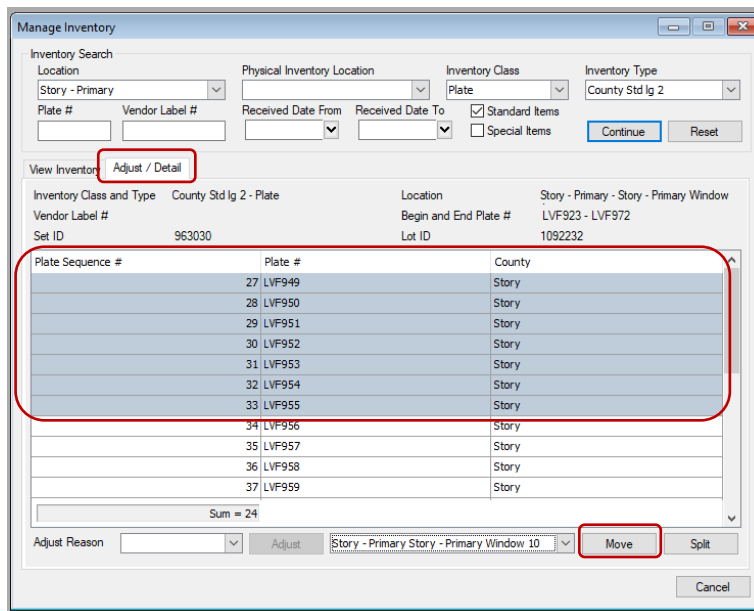 Manage Inventory
Inventory Search
Location Physical Inventory Location Inventory Class Inventory Type
Story - Primary Plate County Std lg 2
Plate # Vendor Label # Received Date From Received Date To Standard Items
Special Items Continue Reset
View Inventory Adjust / Detail
Inventory Class and Type County Std lg 2 - Plate Location Story - Primary - Story - Primary Window
Vendor Label # Begin and End Plate # LVF923 - LVF972
Set ID 963030 Lot ID 1092232
Plate Sequence # Plate # County
27 LVF949 Story
28 LVF950 Story
29 LVF951 Story
30 LVF952 Story
31 LVF953 Story
32 LVF954 Story
33 LVF955 Story
34 LVF956 Story
35 LVF957 Story
36 LVF958 Story
37 LVF959 Story
Sum = 24
Adjust Reason Adjust Story - Primary Story - Primary Window 10 Move Split
Cancel